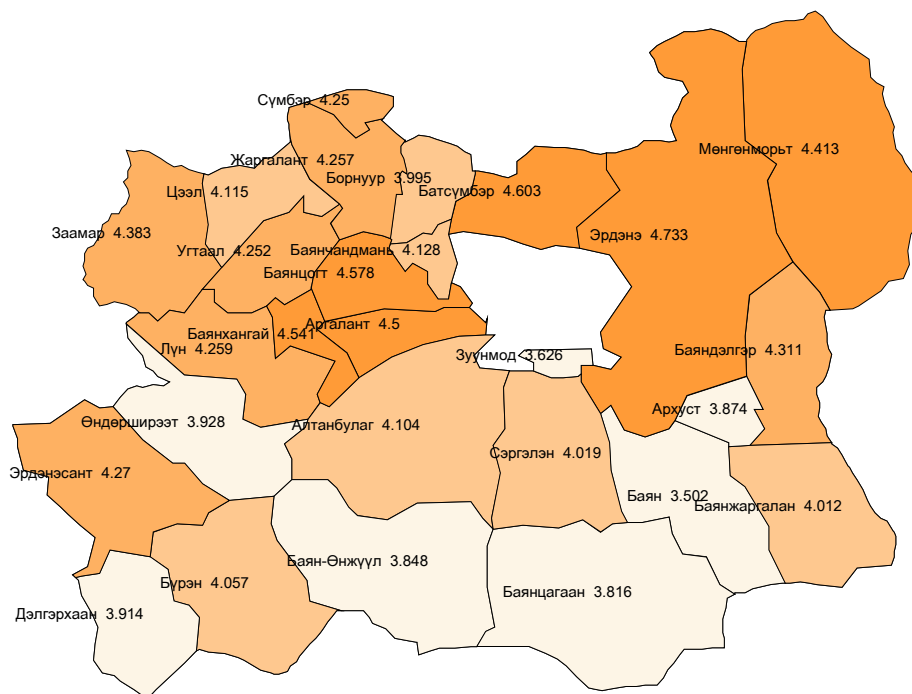 Сүмбэр 4.25
Мөнгөнморьт 4.413
Жаргалант 4.257
Борнуур 3.995
Батсүмбэр 4.603
Цээл 4.115
Заамар 4.383
Эрдэнэ 4.733
Угтаал 4.252
Баянчандмань 4.128
Баянцогт 4.578
Аргалант 4.5
Баянхангай 4.541
Лүн 4.259
Баяндэлгэр 4.311
Зуунмод 3.626
Архуст 3.874
Өндөрширээт 3.928
Алтанбулаг 4.104
Сэргэлэн 4.019
Эрдэнэсант 4.27
Баян 3.502
Баянжаргалан 4.012
Баян-Өнжүүл 3.848
Бүрэн 4.057
Баянцагаан 3.816
Дэлгэрхаан 3.914